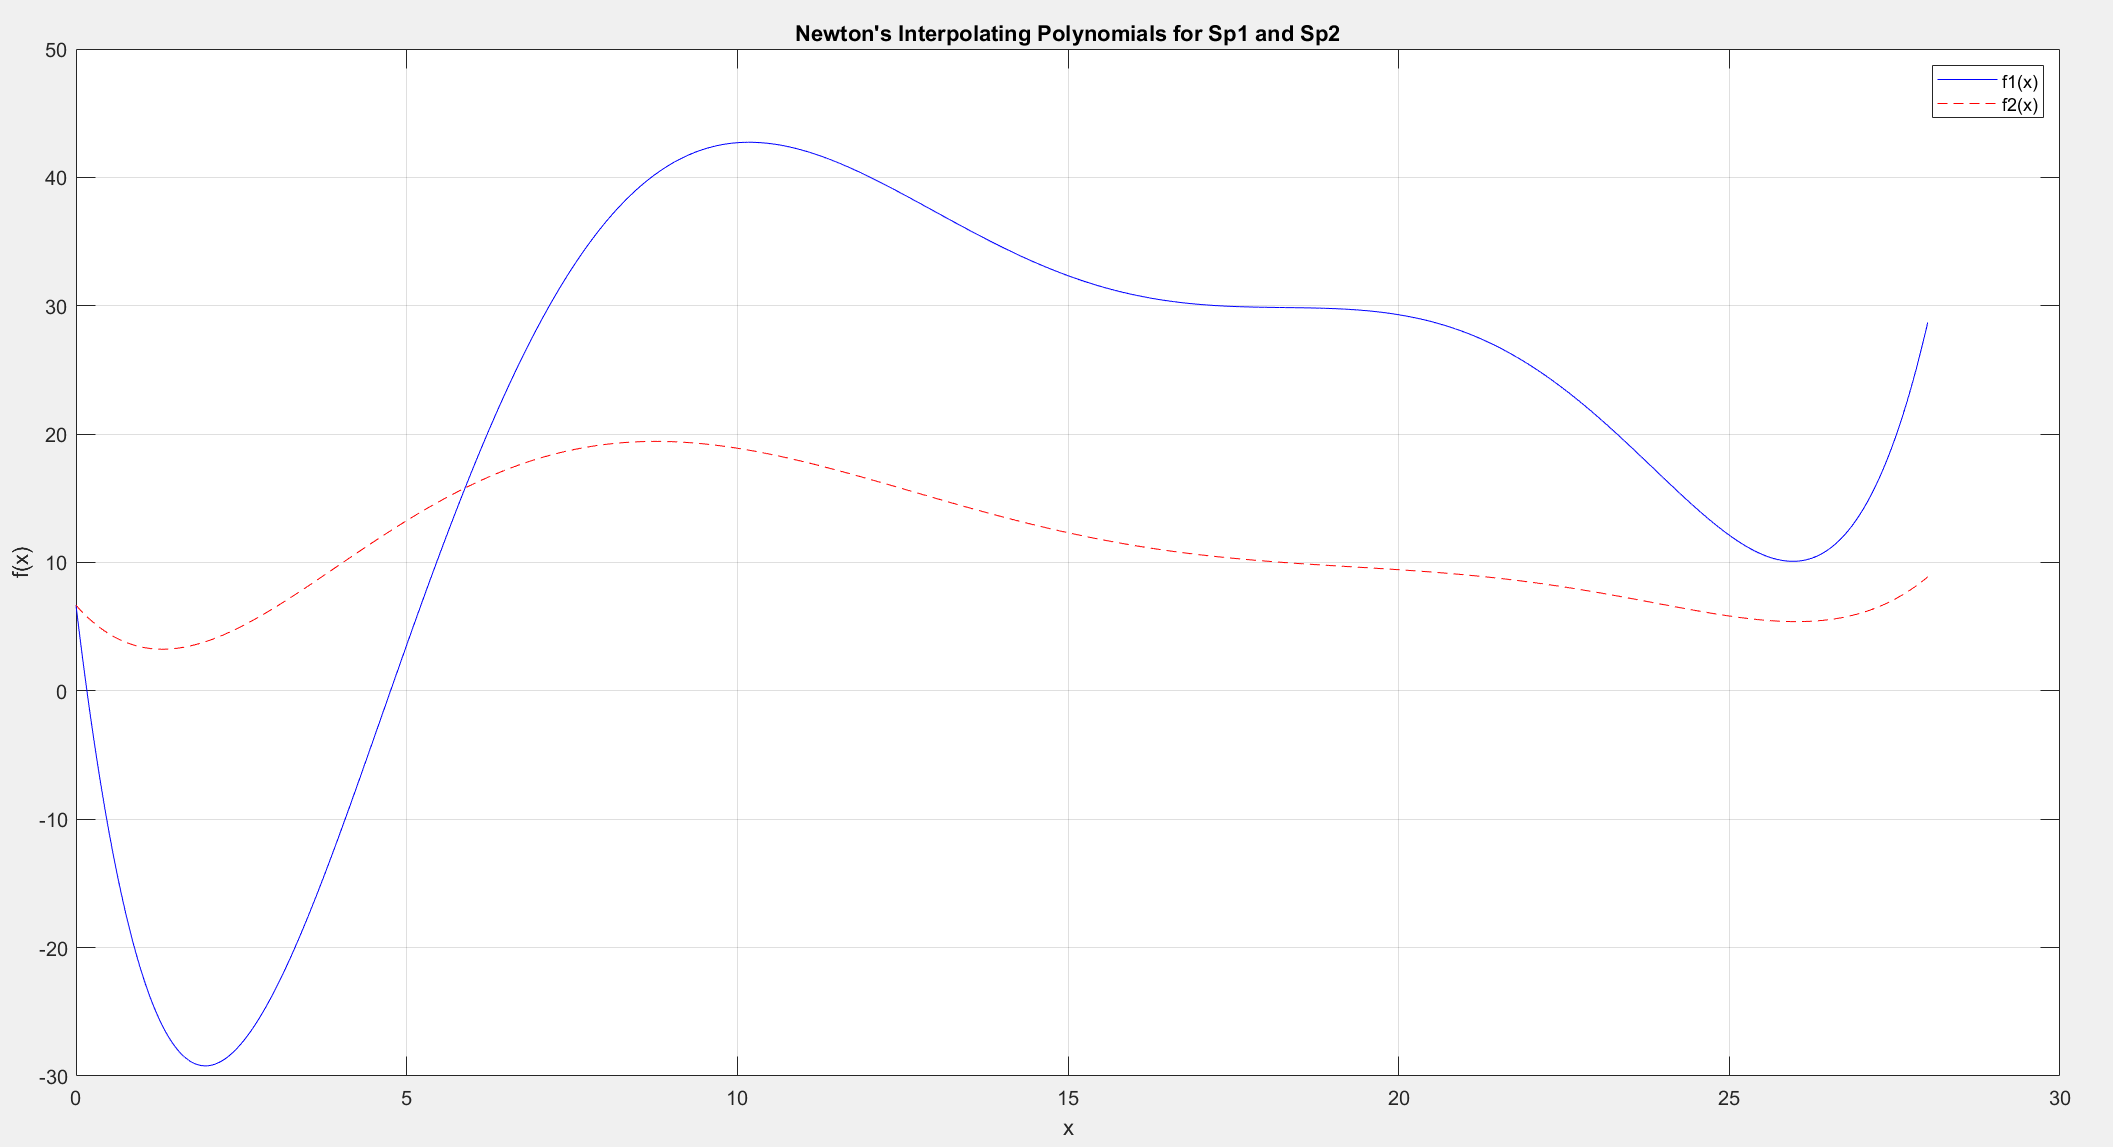 Newton's Interpolating Polynomials for Sp1 and Sp2
f1(x)
f2(x)
50
40
30
20
10
0
-10
-20
-30
f(x)
0 5 10 15 20 25 30
x